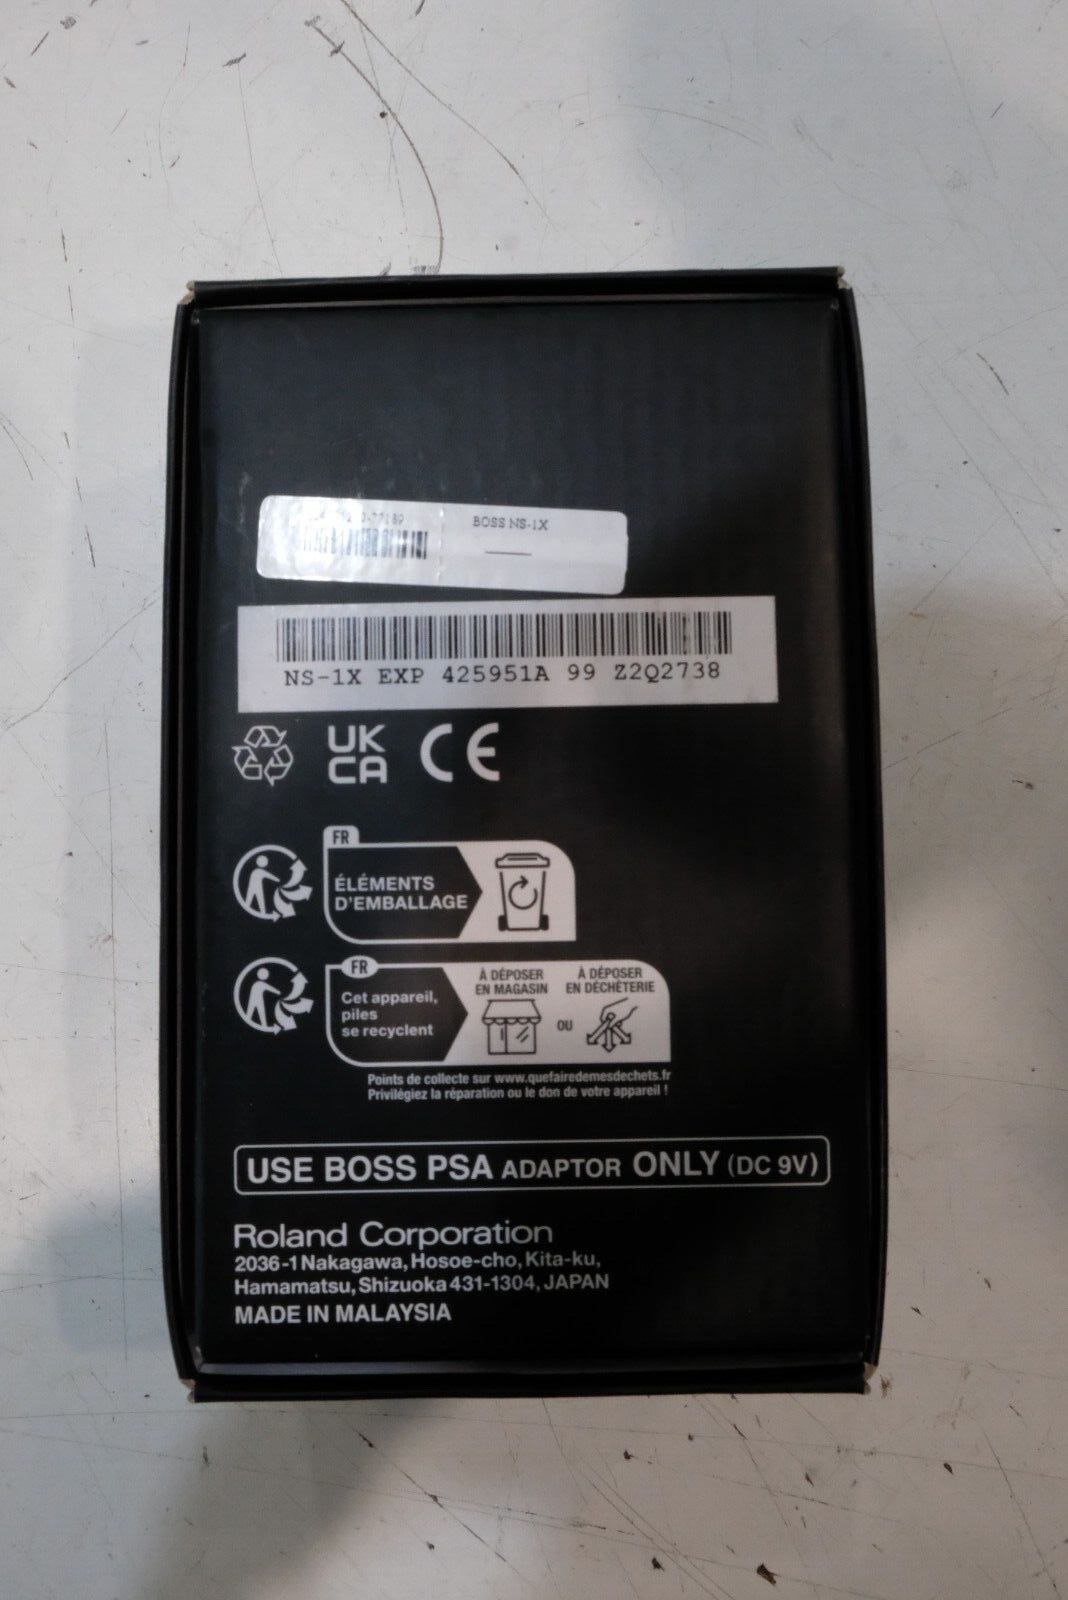 BOSS NS-1X
NS-1X EXP 425951A 99 Z2Q2738
UK
CA
CE
FR
ÉLÉMENTS
D'EMBALLAGE
FR
Cet appareil,
piles
se recyclent
À DÉPOSER
EN MAGASIN
OU
À DÉPOSER
EN DÉCHÈTERIE
Points de collecte sur www.quefairedemesdechets.fr
Privilégiez la réparation ou le don de votre appareil !
USE BOSS PSA ADAPTOR ONLY (DC 9V)
Roland Corporation
2036-1 Nakagawa, Hosoe-cho, Kita-ku,
Hamamatsu, Shizuoka 431-1304, JAPAN
MADE IN MALAYSIA